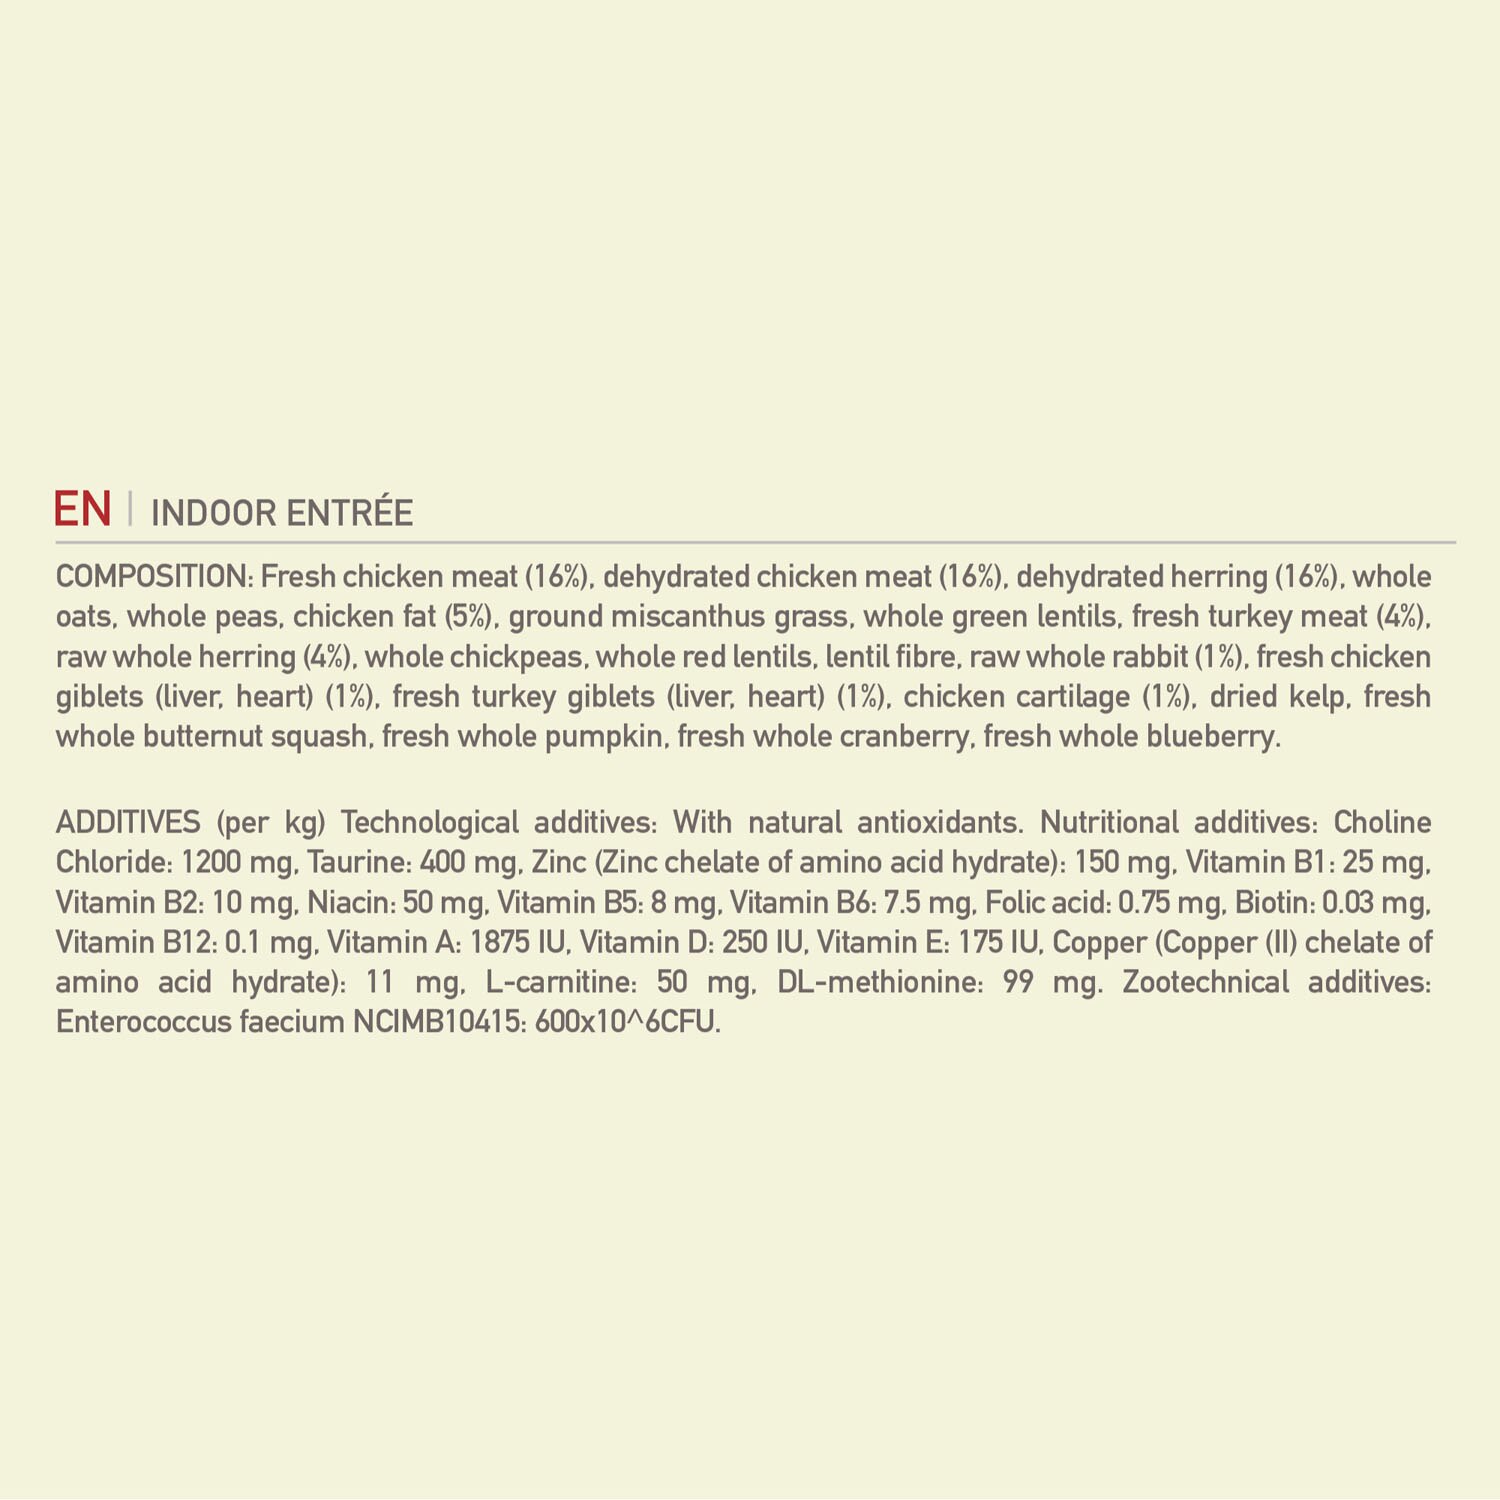 EN | INDOOR ENTRÉE
COMPOSITION: Fresh chicken meat (16%), dehydrated chicken meat (16%), dehydrated herring (16%), whole
oats, whole peas, chicken fat (5%), ground miscanthus grass, whole green lentils, fresh turkey meat (4%),
raw whole herring (4%), whole chickpeas, whole red lentils, lentil fibre, raw whole rabbit (1%), fresh chicken
giblets (liver, heart) (1%), fresh turkey giblets (liver, heart) (1%), chicken cartilage (1%), dried kelp, fresh
whole butternut squash, fresh whole pumpkin, fresh whole cranberry, fresh whole blueberry.
ADDITIVES (per kg) Technological additives: With natural antioxidants. Nutritional additives: Choline
Chloride: 1200 mg, Taurine: 400 mg, Zinc (Zinc chelate of amino acid hydrate): 150 mg, Vitamin B1: 25 mg,
Vitamin B2: 10 mg, Niacin: 50 mg, Vitamin B5: 8 mg, Vitamin B6: 7.5 mg, Folic acid: 0.75 mg, Biotin: 0.03 mg,
Vitamin B12: 0.1 mg, Vitamin A: 1875 IU, Vitamin D: 250 IU, Vitamin E: 175 IU, Copper (Copper (II) chelate of
amino acid hydrate): 11 mg, L-carnitine: 50 mg, DL-methionine: 99 mg. Zootechnical additives:
Enterococcus faecium NCIMB10415: 600x10^6CFU.